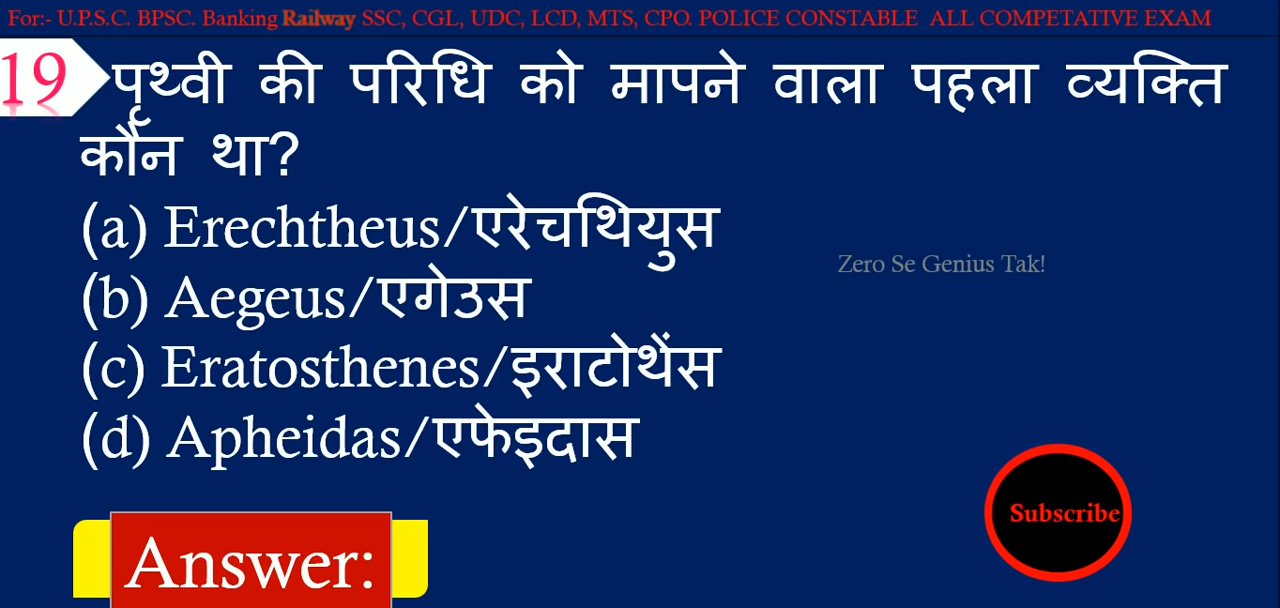 For:- U.P.S.C. BPSC. Banking Railway SSC, CGL, UDC, LCD, MTS, CPO. POLICE CONSTABLE ALL COMPETATIVE EXAM
19 पृथ्वी की परिधि को मापने वाला पहला व्यक्ति
कौन था?
(a) Erechtheus/एरेचथियुस
Zero Se Genius Tak!
(b) Aegeus/एगेउस
(c) Eratosthenes/इराटोथेंस
(d) Apheidas/एफेइदास
Subscribe
Answer: